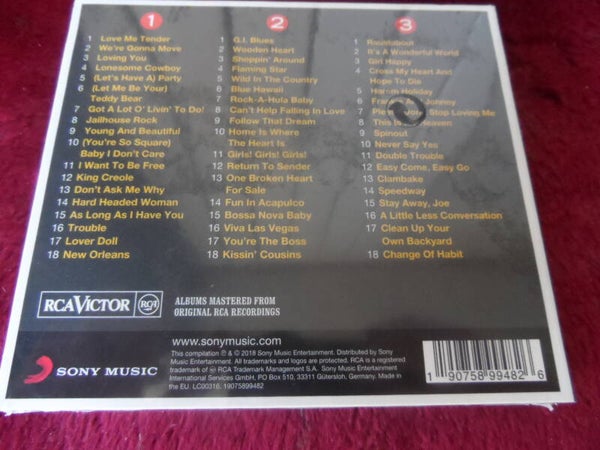 1
1 Love Me Tender
2 We're Gonna Move
3 Loving You
4 Lonesome Cowboy
5 (Let's Have A) Party
6 (Let Me Be Your)
Teddy Bear
7 Got A Lot O' Livin' To Do!
8 Jailhouse Rock
9 Young And Beautiful
10 (You're So Square)
Baby I Don't Care
11 I Want To Be Free
12 King Creole
13 Don't Ask Me Why
14 Hard Headed Woman
15 As Long As I Have You
16 Trouble
17 Lover Doll
18 New Orleans
2
1 G.I. Blues
2 Wooden Heart
3 Shoppin' Around
4 Flaming Star
5 Wild In The Country
6 Blue Hawaii
7 Rock-A-Hula Baby
8 Can't Help Falling In Love
9 Follow That Dream
10 Home Is Where
The Heart Is
11 Girls! Girls! Girls!
12 Return To Sender
13 One Broken Heart
For Sale
14 Fun In Acapulco
15 Bossa Nova Baby
16 Viva Las Vegas
17 You're The Boss
18 Kissin' Cousins
3
1 Roustabout
2 It's A Wonderful World
3 Girl Happy
4 Cross My Heart And
Hope To Die
5 Harem Holiday
6 Johnny
7 Stop Loving Me
8 This Is Heaven
9 Spinout
10 Never Say Yes
11 Double Trouble
12 Easy Come, Easy Go
13 Clambake
14 Speedway
15 Stay Away, Joe
16 A Little Less Conversation
17 Clean Up Your
Own Backyard
18 Change Of Habit
RCA VICTOR
RCA
ALBUMS MASTERED FROM
ORIGINAL RCA RECORDINGS
SONY MUSIC
www.sonymusic.com
This compilation ℗ & © 2018 Sony Music Entertainment. Distributed by Sony
Music Entertainment. All trademarks and logos are protected. RCA is a registered
trademark of ® RCA Trademark Management S.A. Sony Music Entertainment
International Services GmbH, PO Box 510, 33311 Gütersloh, Germany. Made in
the EU. LC00316. 19075899482
1 90758 99482 6